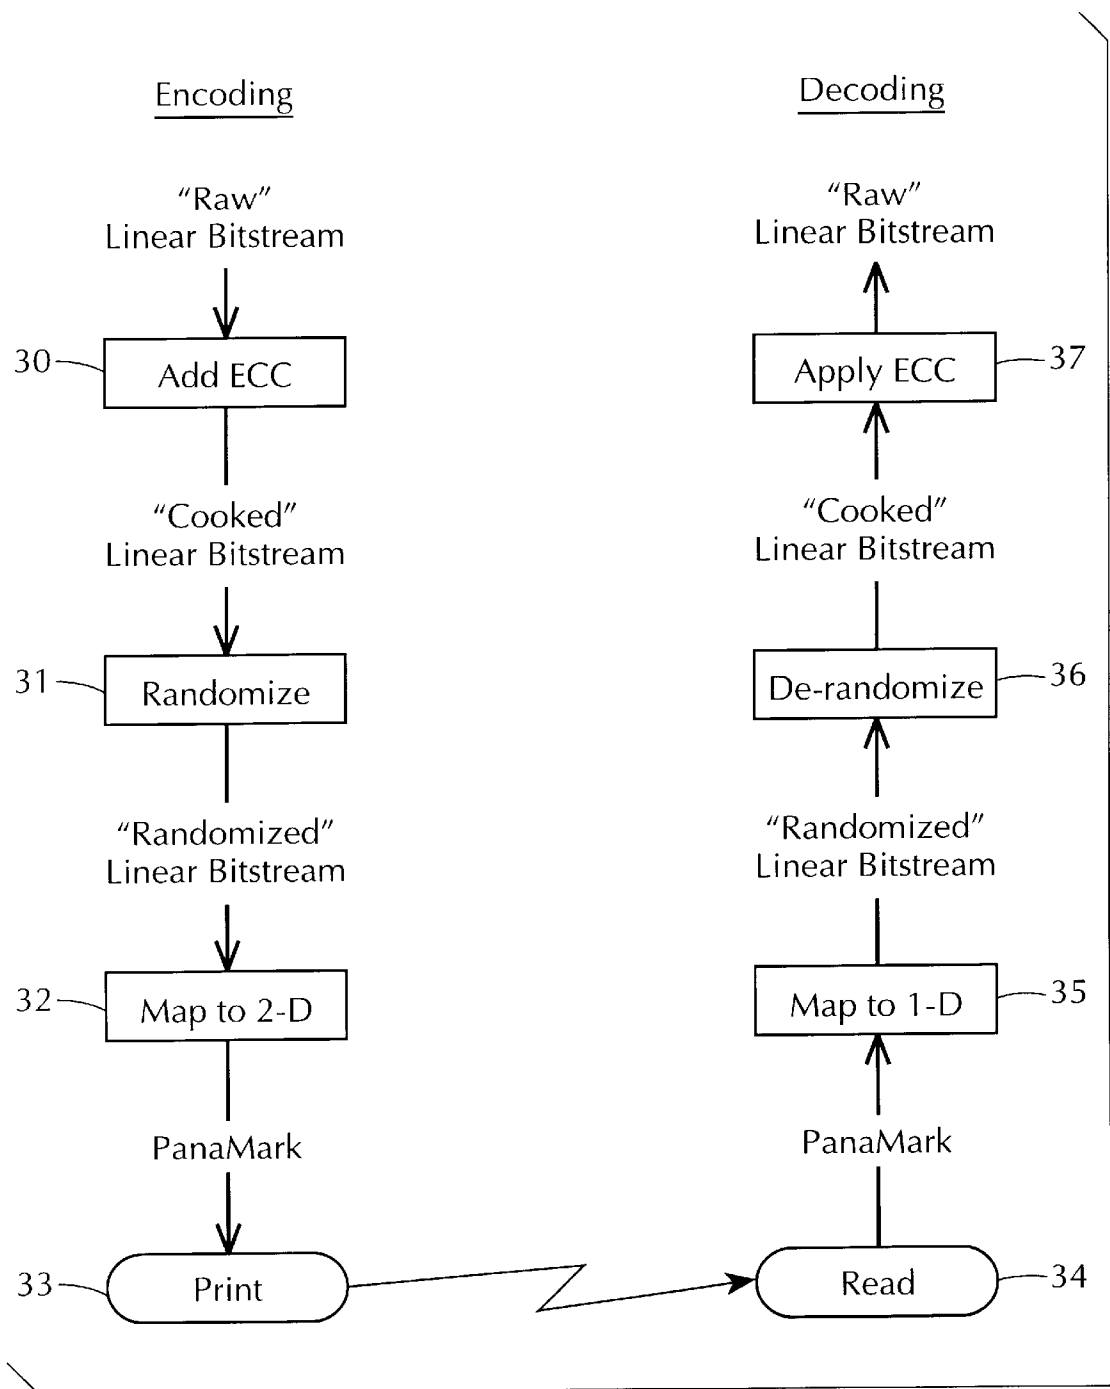 Encoding
"Raw"
Linear Bitstream
30
Add ECC
"Cooked"
Linear Bitstream
31
Randomize
"Randomized"
Linear Bitstream
32
Map to 2-D
PanaMark
33
Print
Decoding
"Raw"
Linear Bitstream
Apply ECC
37
"Cooked"
Linear Bitstream
De-randomize
36
"Randomized"
Linear Bitstream
Map to 1-D
35
PanaMark
Read
34